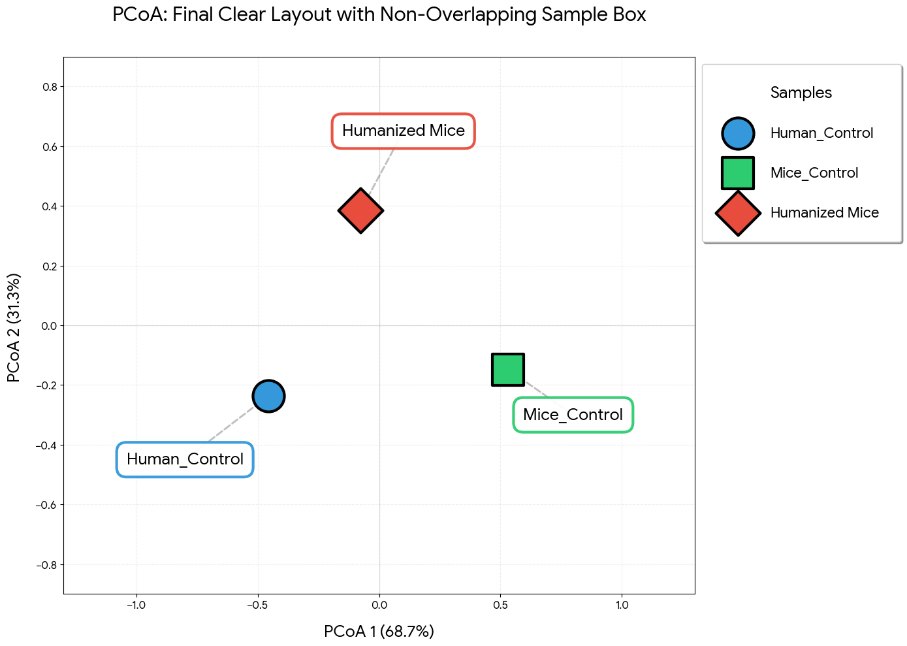 PCoA: Final Clear Layout with Non-Overlapping Sample Box
Samples
Human_Control
Mice_Control
Humanized Mice
Humanized Mice
Mice_Control
Human_Control
0.8
0.6
0.4
0.2
0.0
−0.2
−0.4
−0.6
−0.8
PCoA 2 (31.3%)
−1.0 −0.5 0.0 0.5 1.0
PCoA 1 (68.7%)